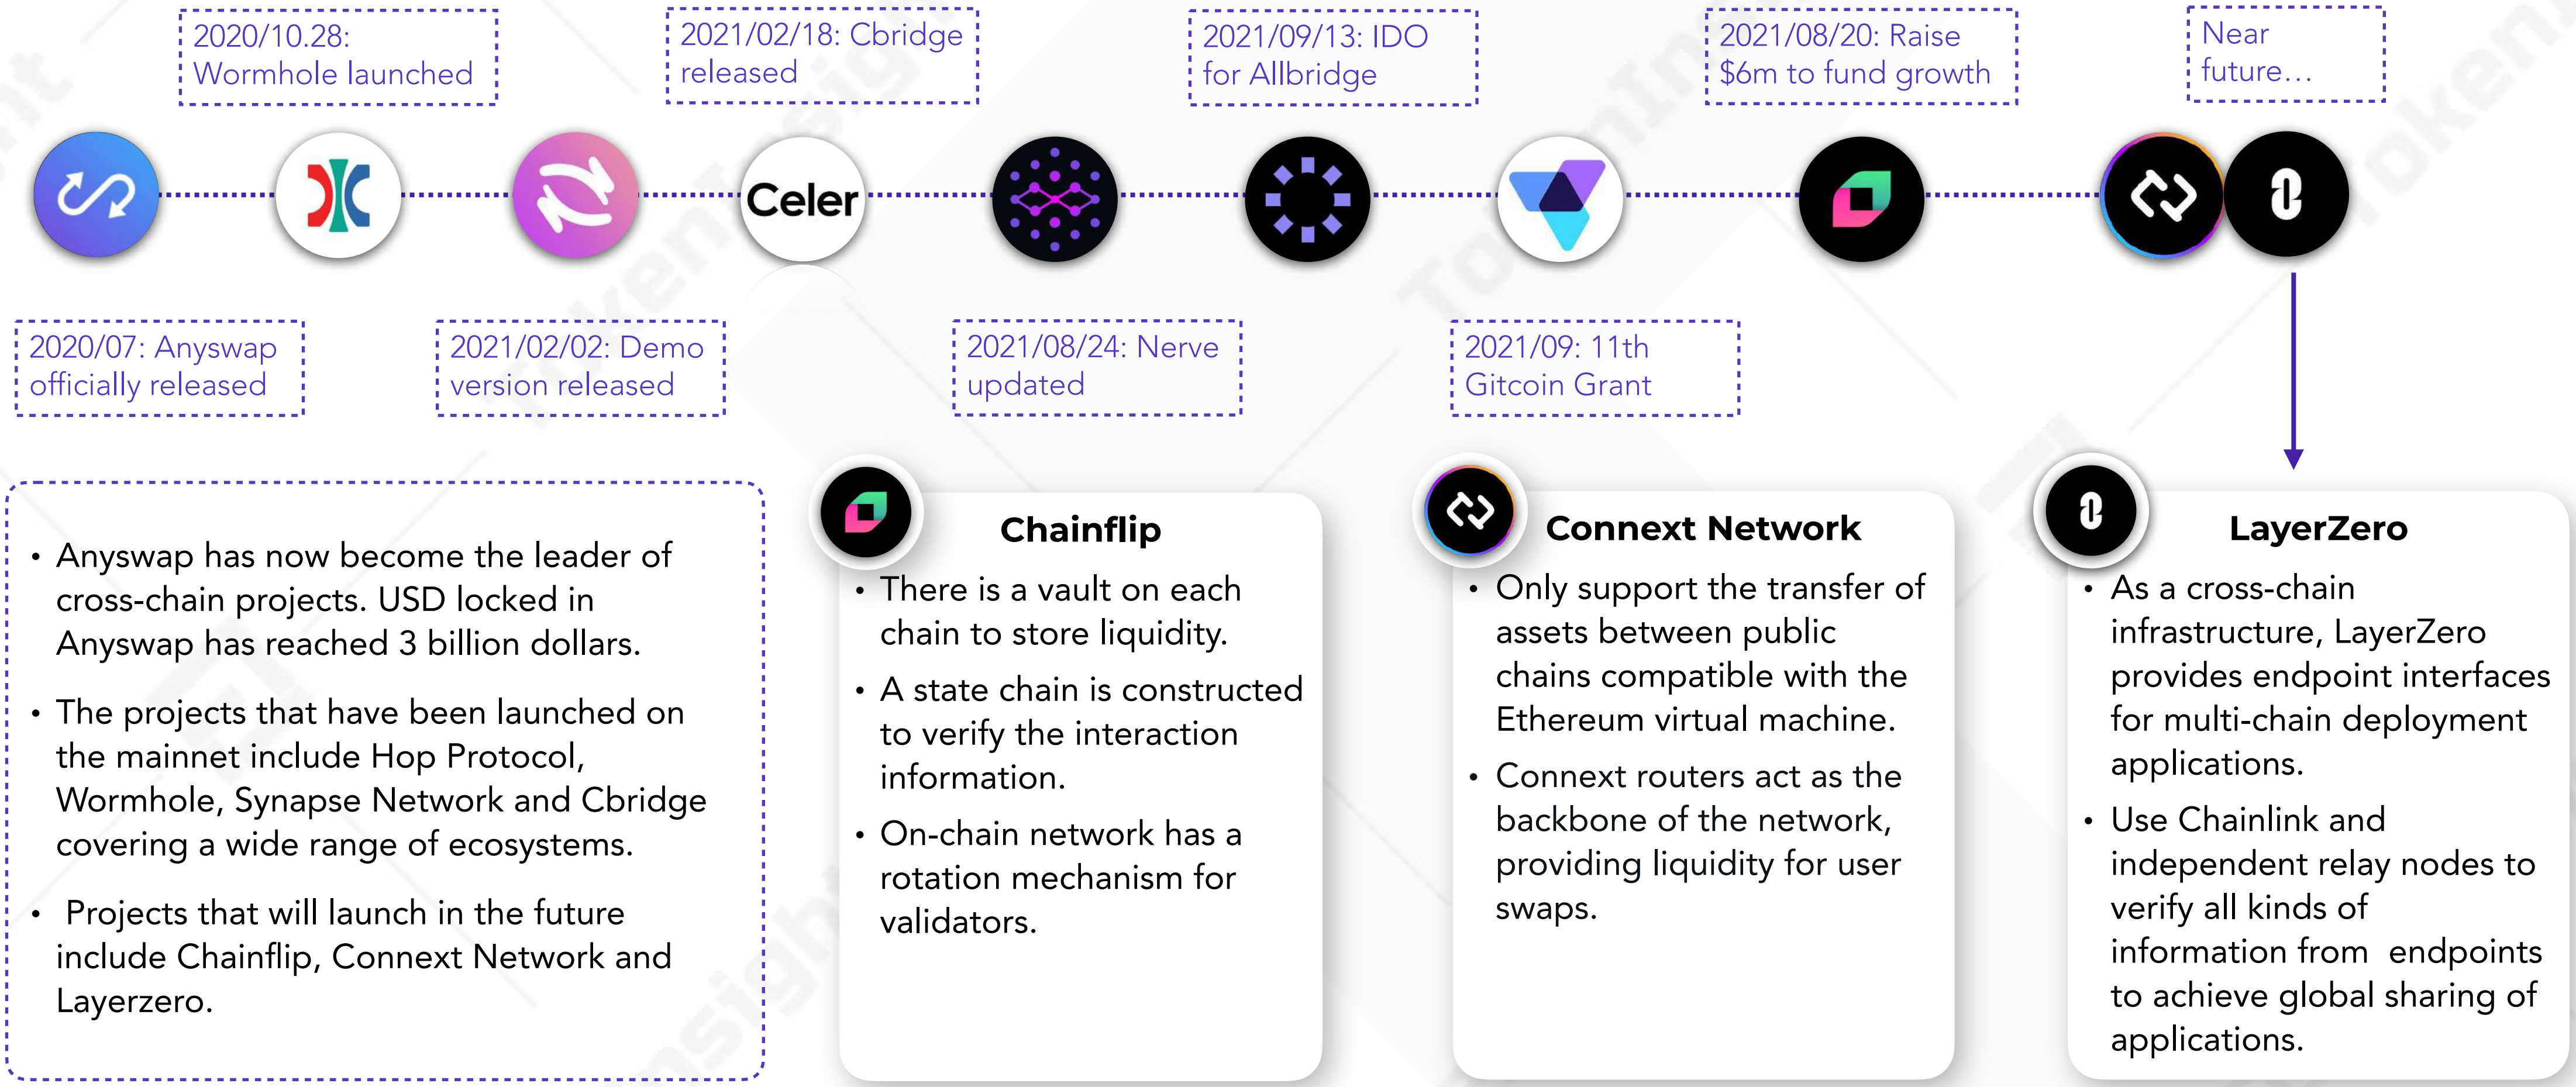 2020/10.28:
Wormhole launched
2021/02/18: Cbridge
released
2021/09/13: IDO
for Allbridge
2021/08/20: Raise
$6m to fund growth
Near
future...
Celer
2020/07: Anyswap
officially released
2021/02/02: Demo
version released
2021/08/24: Nerve
updated
2021/09: 11th
Gitcoin Grant
• Anyswap has now become the leader of
cross-chain projects. USD locked in
Anyswap has reached 3 billion dollars.
• The projects that have been launched on
the mainnet include Hop Protocol,
Wormhole, Synapse Network and Cbridge
covering a wide range of ecosystems.
• Projects that will launch in the future
include Chainflip, Connext Network and
Layerzero.
Chainflip
• There is a vault on each
chain to store liquidity.
• A state chain is constructed
to verify the interaction
information.
• On-chain network has a
rotation mechanism for
validators.
Connext Network
• Only support the transfer of
assets between public
chains compatible with the
Ethereum virtual machine.
• Connext routers act as the
backbone of the network,
providing liquidity for user
swaps.
LayerZero
• As a cross-chain
infrastructure, LayerZero
provides endpoint interfaces
for multi-chain deployment
applications.
• Use Chainlink and
independent relay nodes to
verify all kinds of
information from endpoints
to achieve global sharing of
applications.